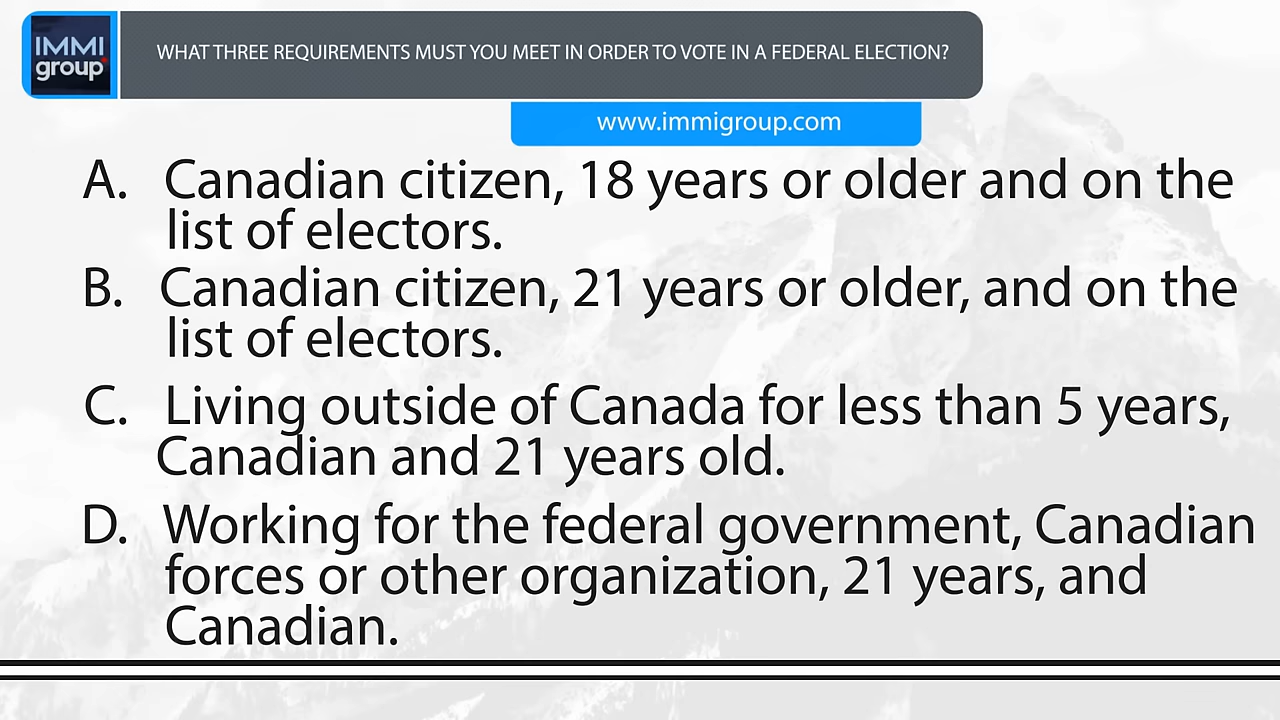 IMMI
group
WHAT THREE REQUIREMENTS MUST YOU MEET IN ORDER TO VOTE IN A FEDERAL ELECTION?
www.immigroup.com
A. Canadian citizen, 18 years or older and on the
list of electors.
B. Canadian citizen, 21 years or older, and on the
list of electors.
C. Living outside of Canada for less than 5 years,
Canadian and 21 years old.
D. Working for the federal government, Canadian
forces or other organization, 21 years, and
Canadian.